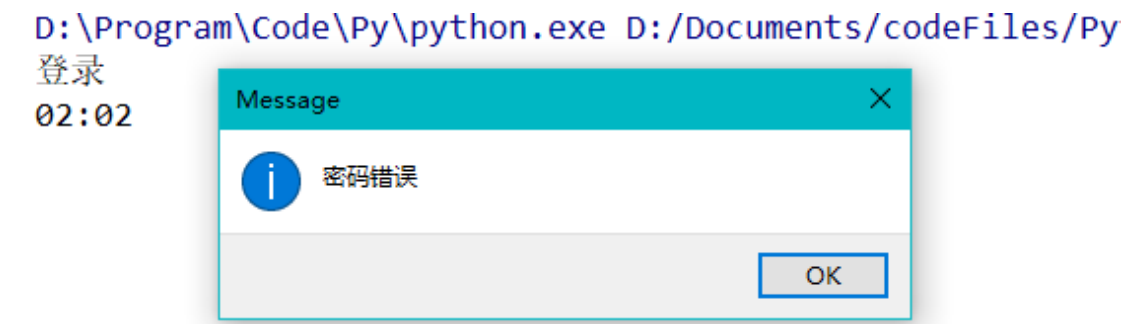 D:\Program\Code\Py\python.exe D:/Documents/codeFiles/Py
登录
02:02
Message
密码错误
OK